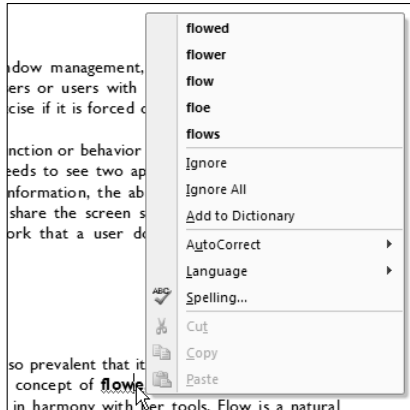 ndow management,
ers or users with
cise if it is forced
nction or behavior
eeds to see two ap
nformation, the ab
share the screen s
ork that a user do
so prevalent that it
concept of flowe
in harmony with her tools. Flow is a natural
flowed
flower
flow
floe
flows
Ignore
Ignore All
Add to Dictionary
AutoCorrect
Language
Spelling...
Cut
Copy
Paste